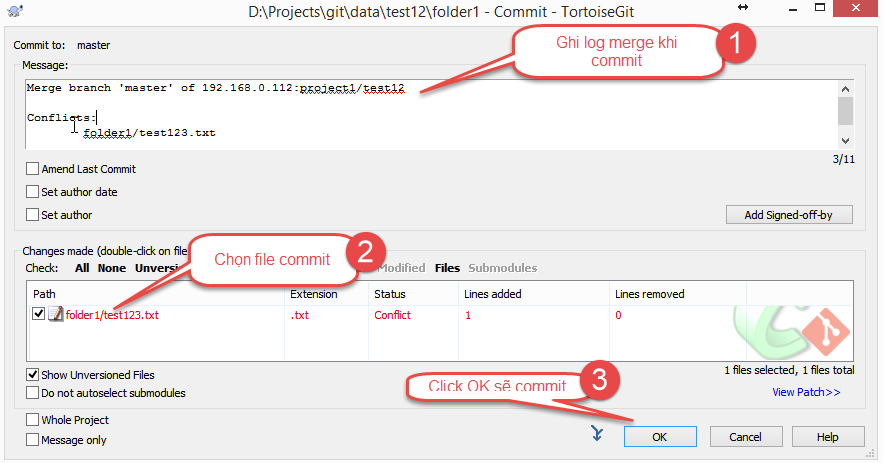 D:\Projects\git\data\test12\folder1 - Commit - TortoiseGit
Commit to: master
Ghi log merge khi
commit
1
Message:
Merge branch 'master' of 192.168.0.112:project1/test12
Conflicts:
folder1/test123.txt
3/11
Amend Last Commit
Set author date
Set author
Add Signed-off-by
Changes made (double-click on file
Chọn file commit
2
Check: All None Unversi Modified Files Submodules
Path Extension Status Lines added Lines removed
folder1/test123.txt .txt Conflict 1 0
Show Unversioned Files
1 files selected, 1 files total
Do not autoselect submodules
Click OK sẽ commit
3
View Patch>>
Whole Project
Message only
OK Cancel Help